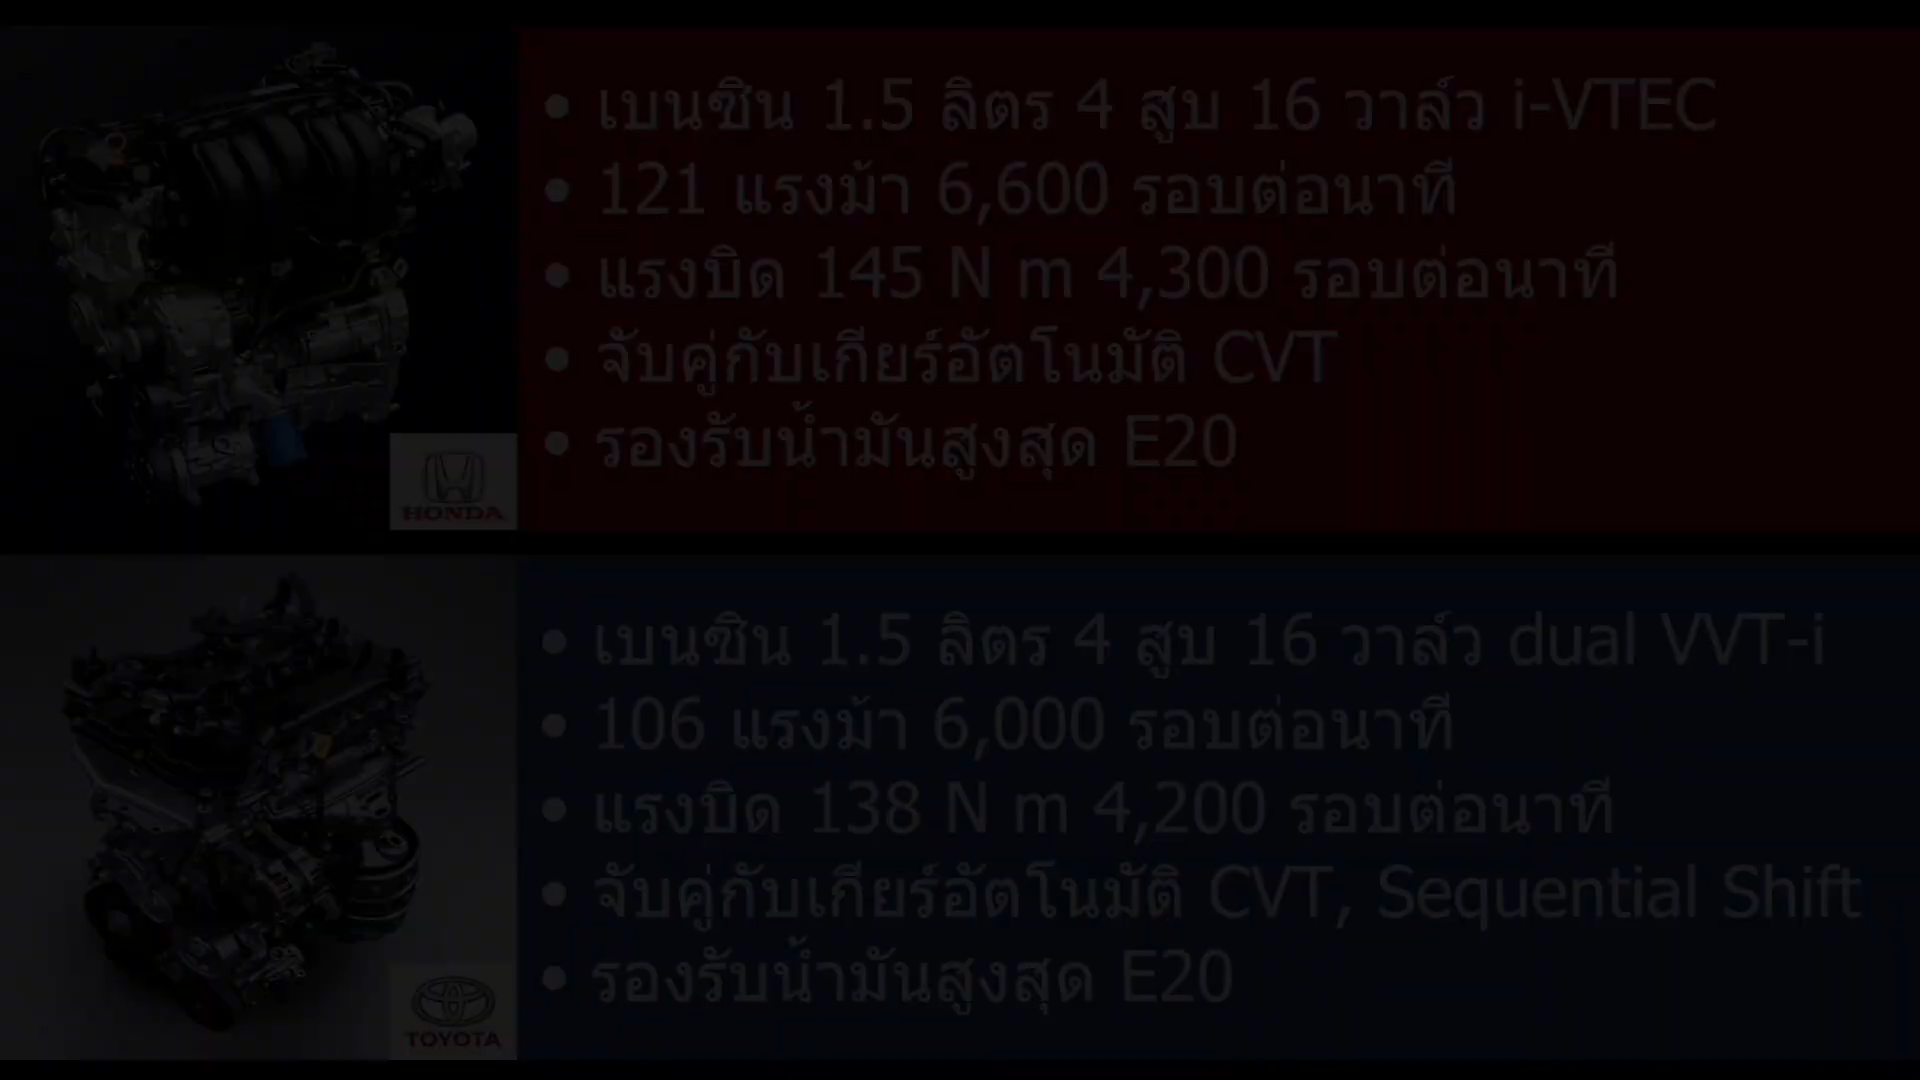 • เบนซิน 1.5 ลิตร 4 สูบ 16 วาล์ว i-VTEC
• 121 แรงม้า 6,600 รอบต่อนาที
• แรงบิด 145 N m 4,300 รอบต่อนาที
• จับคู่กับเกียร์อัตโนมัติ CVT
• รองรับน้ำมันสูงสุด E20
HONDA
• เบนซิน 1.5 ลิตร 4 สูบ 16 วาล์ว dual VVT-i
• 106 แรงม้า 6,000 รอบต่อนาที
• แรงบิด 138 N m 4,200 รอบต่อนาที
• จับคู่กับเกียร์อัตโนมัติ CVT, Sequential Shift
• รองรับน้ำมันสูงสุด E20
TOYOTA